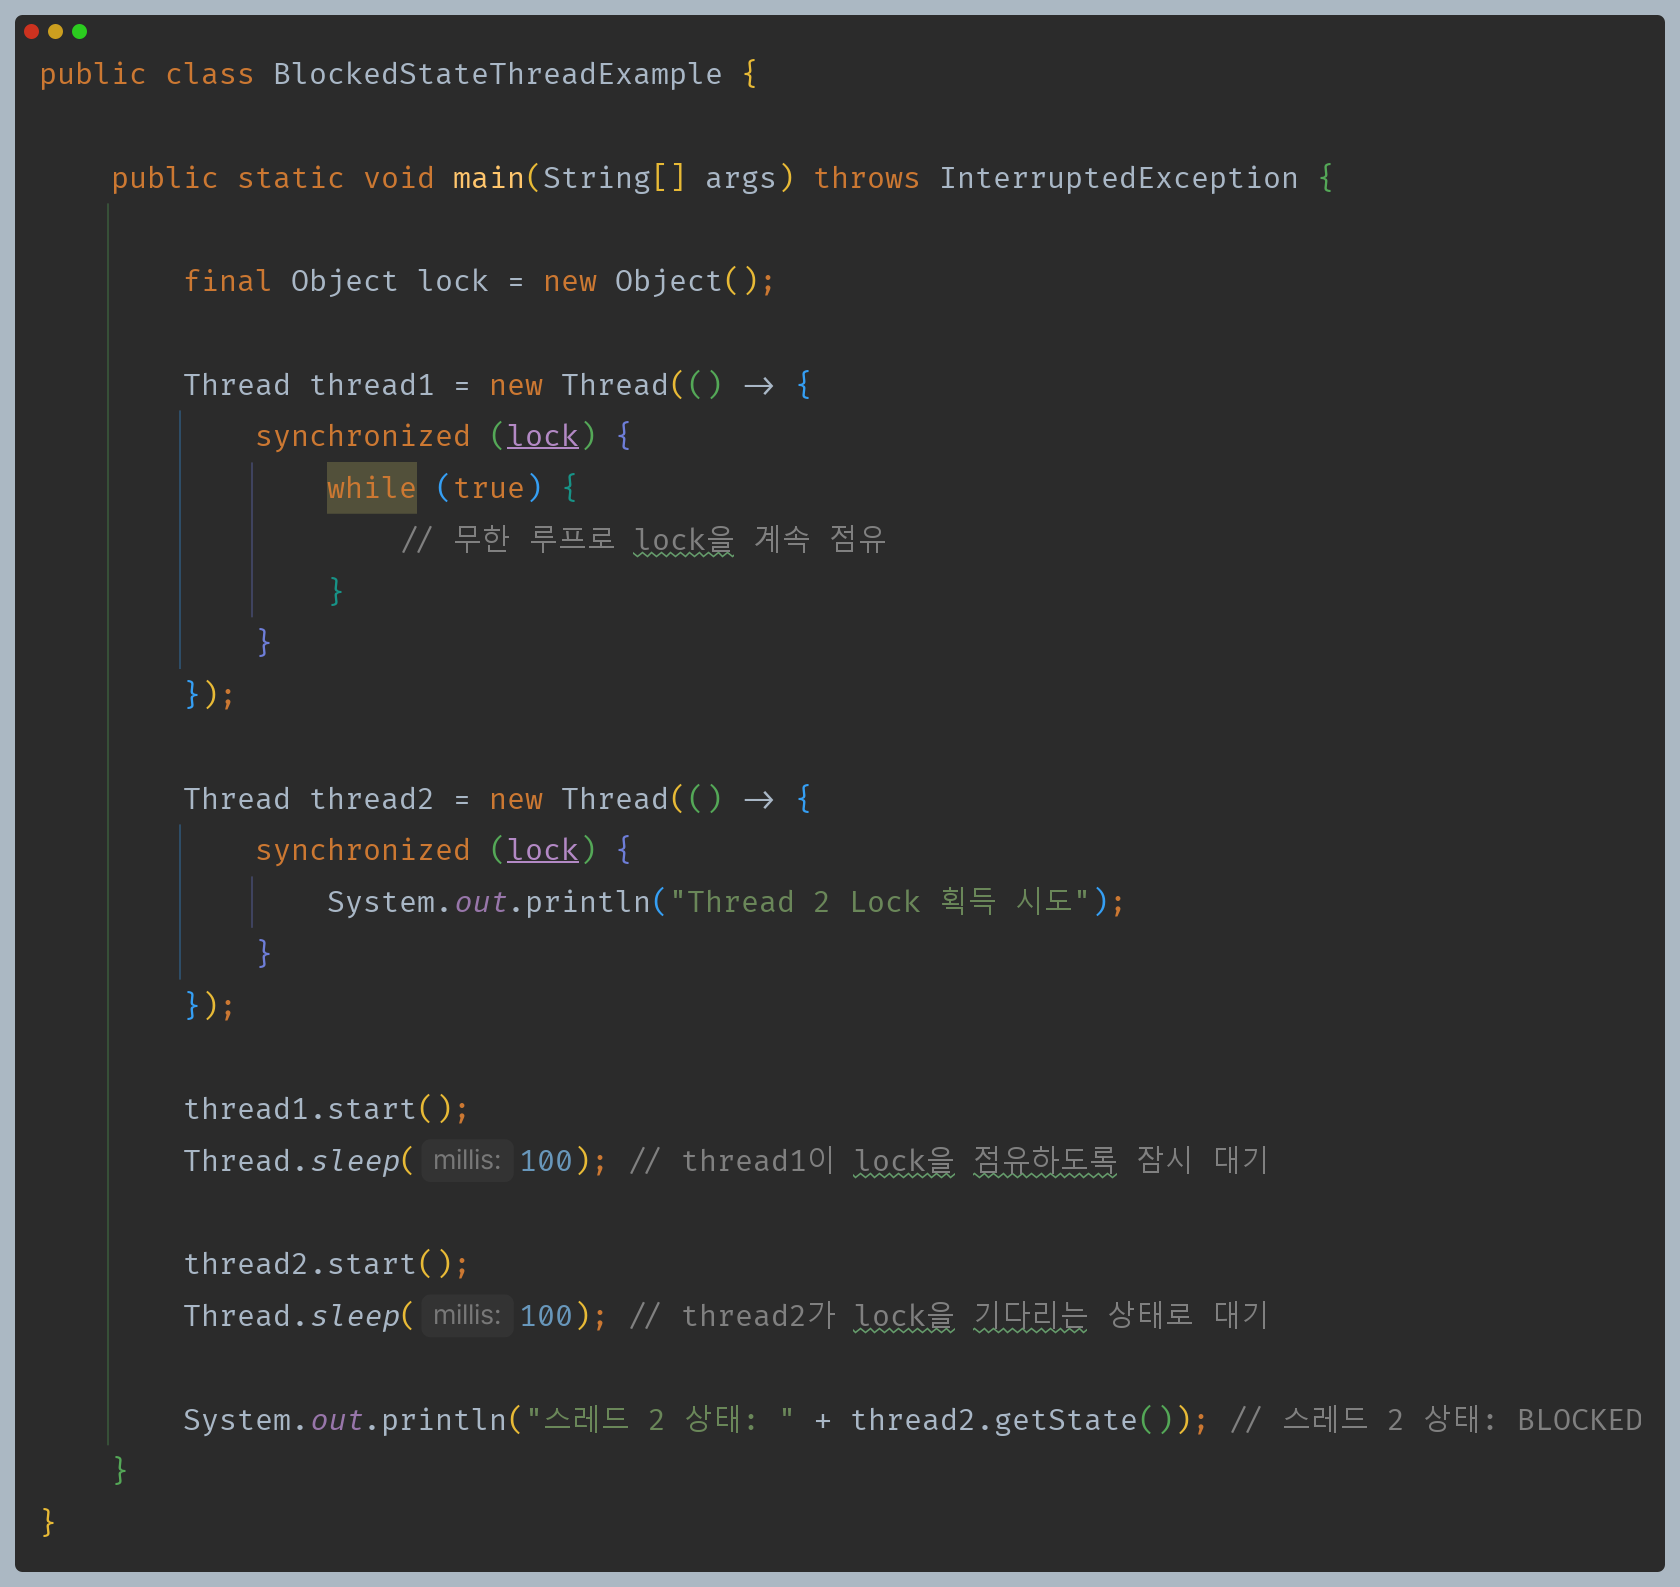 public class BlockedStateThreadExample {
public static void main(String[] args) throws InterruptedException {
final Object lock = new Object();
Thread thread1 = new Thread(() -> {
synchronized (lock) {
while (true) {
// 무한 루프로 lock을 계속 점유
}
}
});
Thread thread2 = new Thread(() -> {
synchronized (lock) {
System.out.println("Thread 2 Lock 획득 시도");
}
});
thread1.start();
Thread.sleep( millis: 100); // thread1이 lock을 점유하도록 잠시 대기
thread2.start();
Thread.sleep( millis: 100); // thread2가 lock을 기다리는 상태로 대기
System.out.println("스레드 2 상태: " + thread2.getState()); // 스레드 2 상태: BLOCKED
}
}